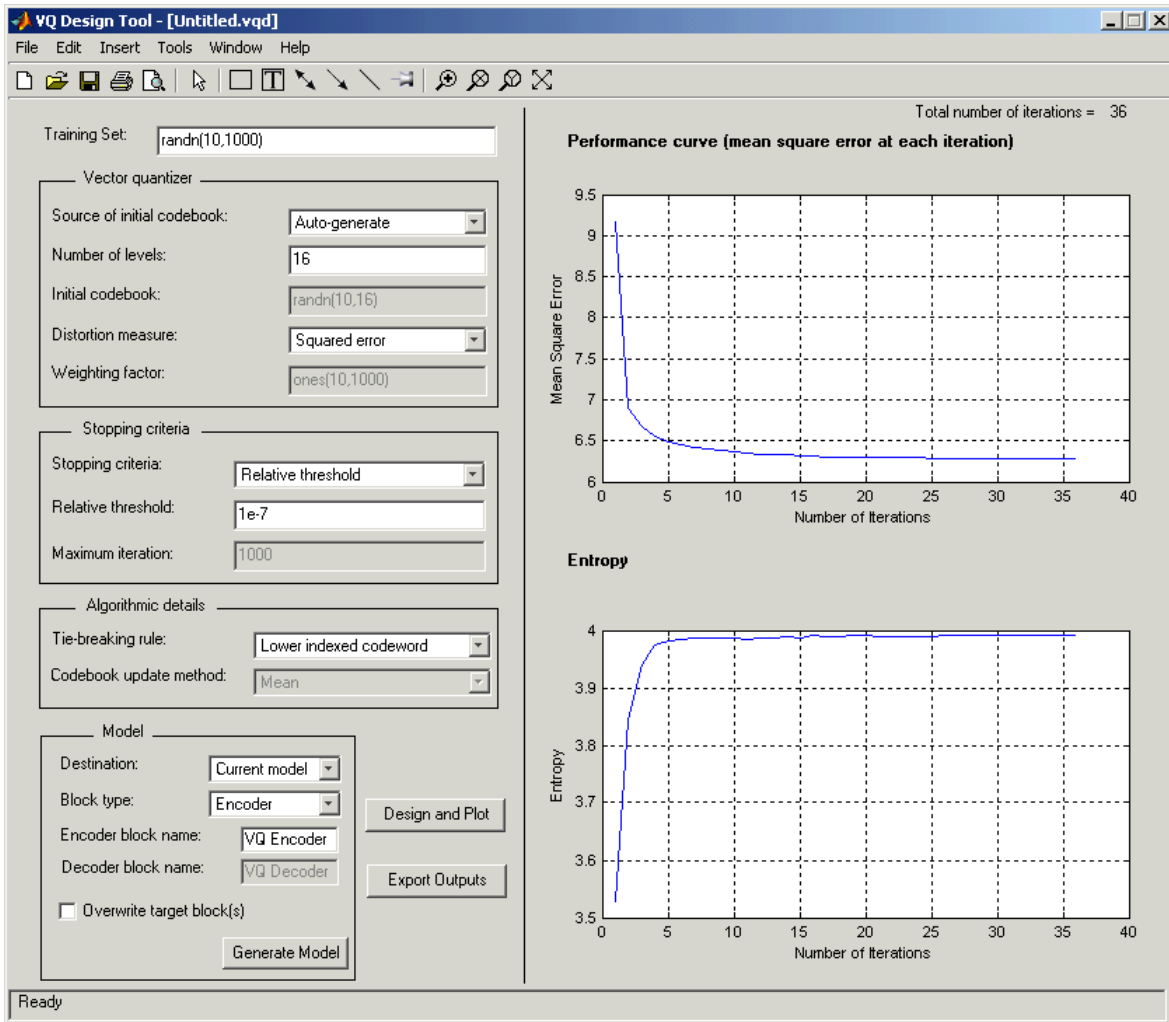 VQ Design Tool - [Untitled.vqd]
File Edit Insert Tools Window Help
T
Training Set: randn(10,1000)
Vector quantizer
Source of initial codebook: Auto-generate
Number of levels: 16
Initial codebook: randn(10,16)
Distortion measure: Squared error
Weighting factor: ones(10,1000)
Stopping criteria
Stopping criteria: Relative threshold
Relative threshold: 1e-7
Maximum iteration: 1000
Algorithmic details
Tie-breaking rule: Lower indexed codeword
Codebook update method: Mean
Model
Destination: Current model
Block type: Encoder
Encoder block name: VQ Encoder
Decoder block name: VQ Decoder
Overwrite target block(s)
Generate Model
Design and Plot
Export Outputs
Total number of iterations = 36
Performance curve (mean square error at each iteration)
9.5
9
8.5
8
7.5
7
6.5
6
Mean Square Error
0 5 10 15 20 25 30 35 40
Number of Iterations
Entropy
4
3.9
3.8
3.7
3.6
3.5
Entropy
0 5 10 15 20 25 30 35 40
Number of Iterations
Ready